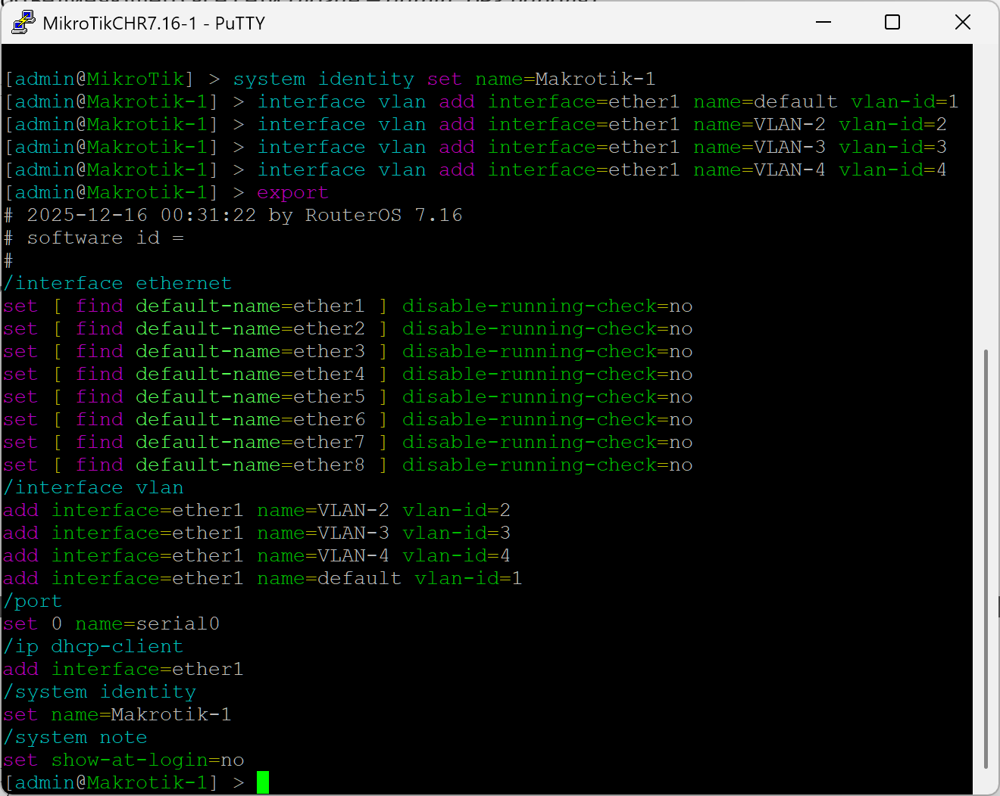 MikroTikCHR7.16-1 - PuTTY
[admin@MikroTik] > system identity set name=Makrotik-1
[admin@Makrotik-1] > interface vlan add interface=ether1 name=default vlan-id=1
[admin@Makrotik-1] > interface vlan add interface=ether1 name=VLAN-2 vlan-id=2
[admin@Makrotik-1] > interface vlan add interface=ether1 name=VLAN-3 vlan-id=3
[admin@Makrotik-1] > interface vlan add interface=ether1 name=VLAN-4 vlan-id=4
[admin@Makrotik-1] > export
# 2025-12-16 00:31:22 by RouterOS 7.16
# software id =
#
/interface ethernet
set [ find default-name=ether1 ] disable-running-check=no
set [ find default-name=ether2 ] disable-running-check=no
set [ find default-name=ether3 ] disable-running-check=no
set [ find default-name=ether4 ] disable-running-check=no
set [ find default-name=ether5 ] disable-running-check=no
set [ find default-name=ether6 ] disable-running-check=no
set [ find default-name=ether7 ] disable-running-check=no
set [ find default-name=ether8 ] disable-running-check=no
/interface vlan
add interface=ether1 name=VLAN-2 vlan-id=2
add interface=ether1 name=VLAN-3 vlan-id=3
add interface=ether1 name=VLAN-4 vlan-id=4
add interface=ether1 name=default vlan-id=1
/port
set 0 name=serial0
/ip dhcp-client
add interface=ether1
/system identity
set name=Makrotik-1
/system note
set show-at-login=no
[admin@Makrotik-1] >